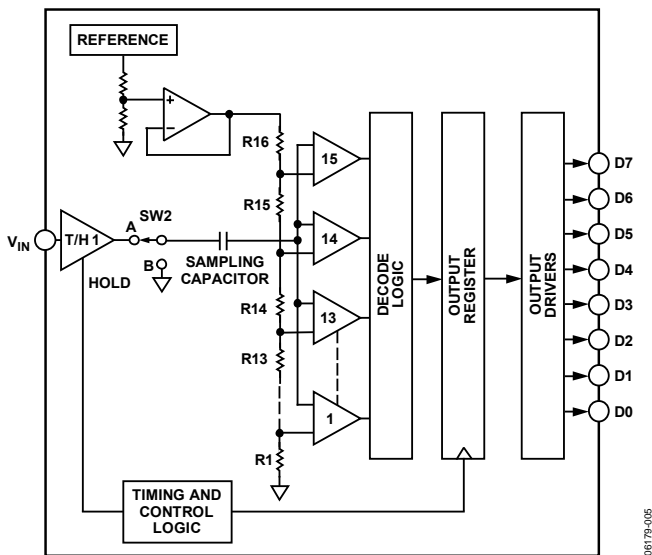 REFERENCE
+
−
R16
15
R15
D7
D6
D5
D4
D3
D2
D1
D0
V_IN
T/H 1
A
SW2
B
HOLD
SAMPLING
CAPACITOR
14
R14
13
R13
1
R1
DECODE
LOGIC
OUTPUT
REGISTER
OUTPUT
DRIVERS
TIMING AND
CONTROL
LOGIC
06179-005